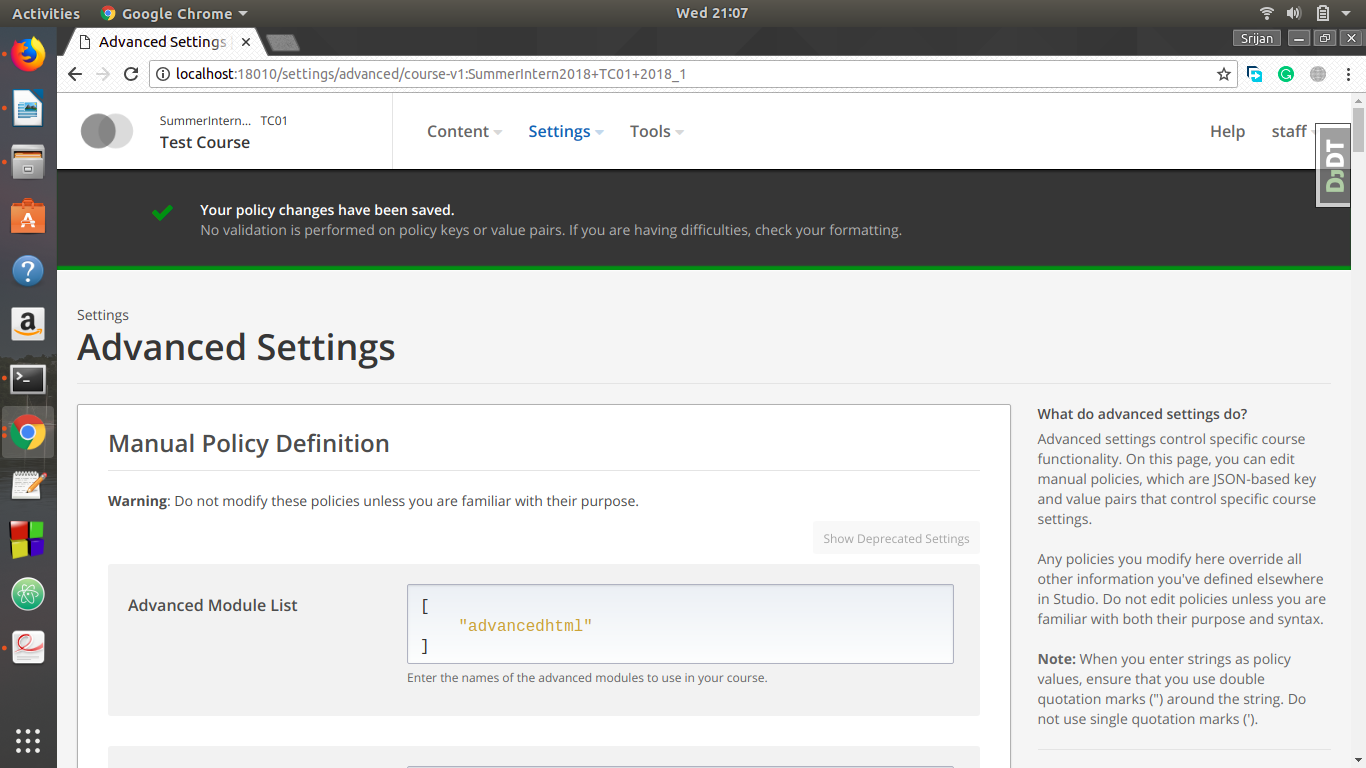 Activities Google Chrome Wed 21:07
Advanced Settings Srijan
localhost:18010/settings/advanced/course-v1:SummerIntern2018+TC01+2018_1
SummerIntern... TC01
Test Course
Content Settings Tools Help staff
DjDT
Your policy changes have been saved.
No validation is performed on policy keys or value pairs. If you are having difficulties, check your formatting.
Settings
Advanced Settings
Manual Policy Definition
Warning: Do not modify these policies unless you are familiar with their purpose.
Show Deprecated Settings
Advanced Module List
[
"advancedhtml"
]
Enter the names of the advanced modules to use in your course.
What do advanced settings do?
Advanced settings control specific course
functionality. On this page, you can edit
manual policies, which are JSON-based key
and value pairs that control specific course
settings.
Any policies you modify here override all
other information you've defined elsewhere
in Studio. Do not edit policies unless you are
familiar with both their purpose and syntax.
Note: When you enter strings as policy
values, ensure that you use double
quotation marks (") around the string. Do
not use single quotation marks (').